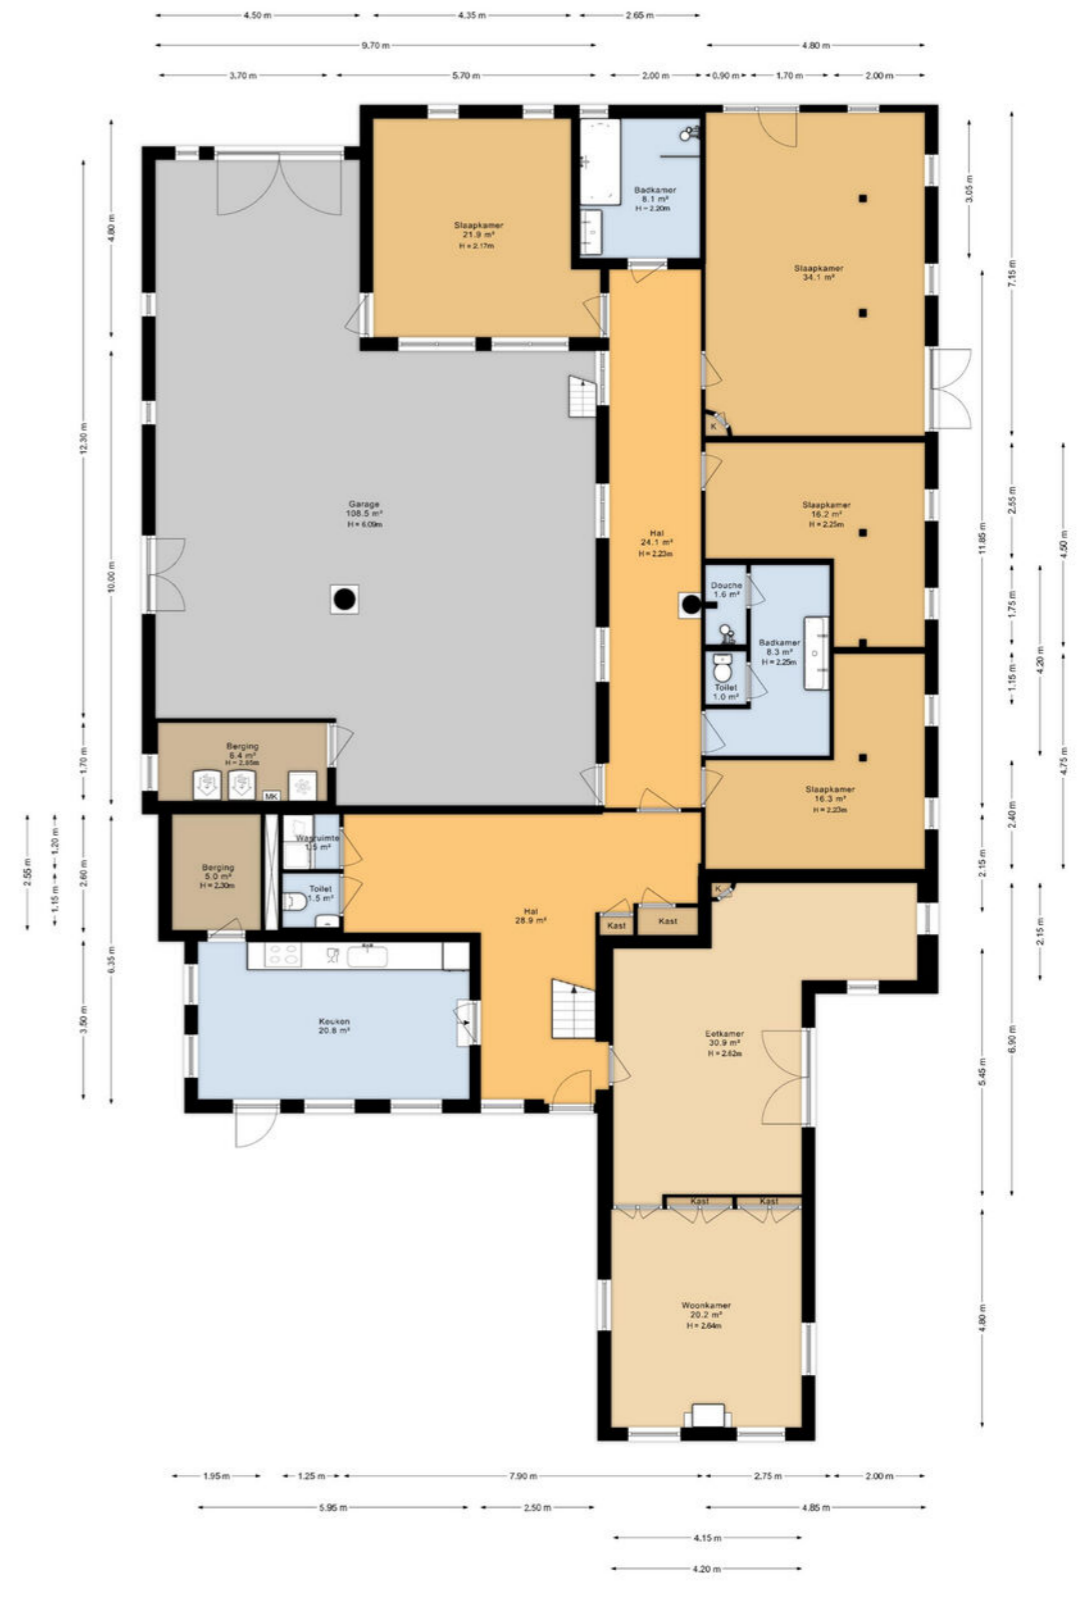 4.50 m
4.35 m
2.65 m
9.70 m
4.80 m
3.70 m
5.70 m
2.00 m
0.90 m
1.70 m
2.00 m
4.80 m
12.30 m
10.00 m
1.70 m
2.55 m
1.20 m
1.15 m
2.60 m
6.35 m
3.50 m
3.05 m
7.15 m
11.85 m
2.55 m
4.50 m
1.75 m
4.20 m
1.15 m
4.75 m
2.40 m
2.15 m
2.15 m
6.90 m
5.45 m
4.80 m
Slaapkamer
21.9 m²
H = 2.17m
Badkamer
8.1 m²
H = 2.20m
Slaapkamer
34.1 m²
K
Garage
108.5 m²
H = 6.09m
Hal
24.1 m²
H = 2.23m
Slaapkamer
16.2 m²
H = 2.25m
Douche
1.6 m²
Badkamer
8.3 m²
H = 2.25m
Toilet
1.0 m²
Berging
6.4 m²
MK
Slaapkamer
16.3 m²
H = 2.23m
Wasruimte
1.5 m²
Berging
5.0 m²
H = 2.30m
Toilet
1.5 m²
K
Hal
28.9 m²
Kast
Kast
Keuken
20.8 m²
Eetkamer
30.9 m²
H = 2.62m
Kast
Kast
Woonkamer
20.2 m²
H = 2.64m
1.95 m
1.25 m
7.90 m
2.75 m
2.00 m
5.95 m
2.50 m
4.85 m
4.15 m
4.20 m